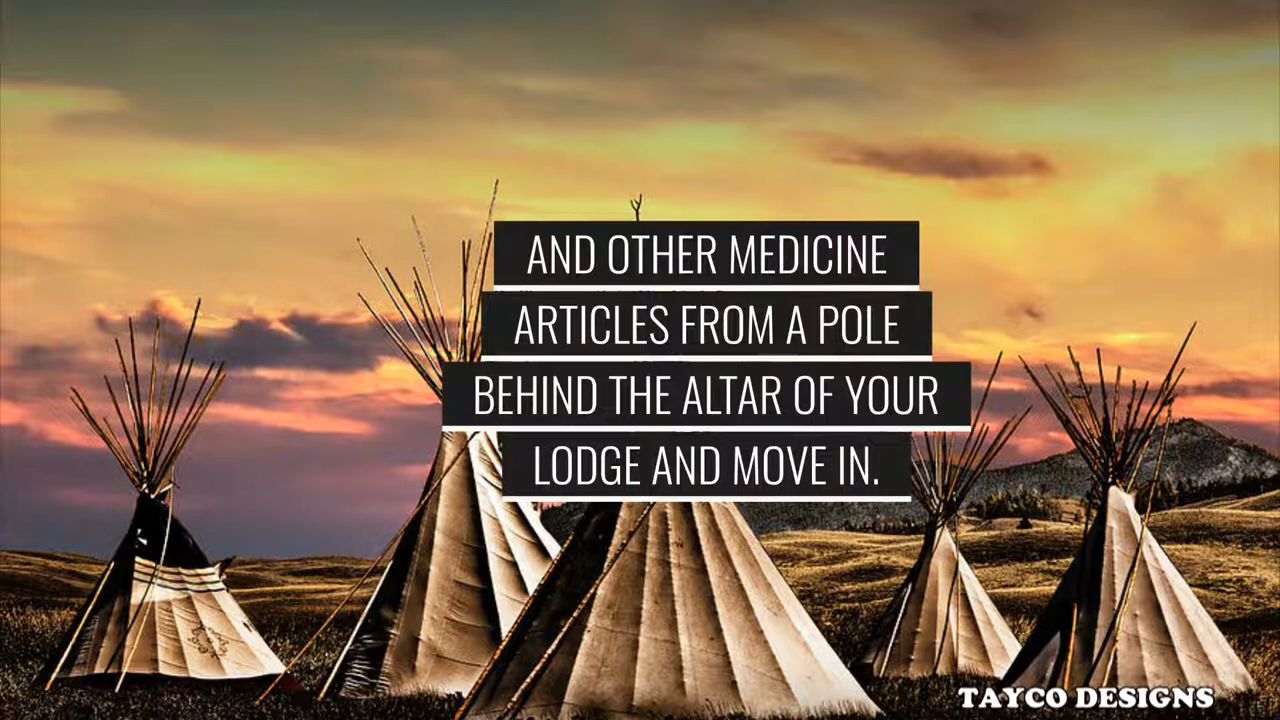 AND OTHER MEDICINE
ARTICLES FROM A POLE
BEHIND THE ALTAR OF YOUR
LODGE AND MOVE IN.
TAYCO DESIGNS